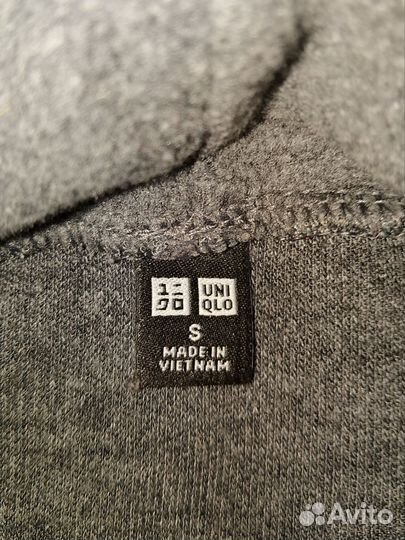 ユニ
クロ
UNI
QLO
S
MADE IN
VIETNAM
Avito